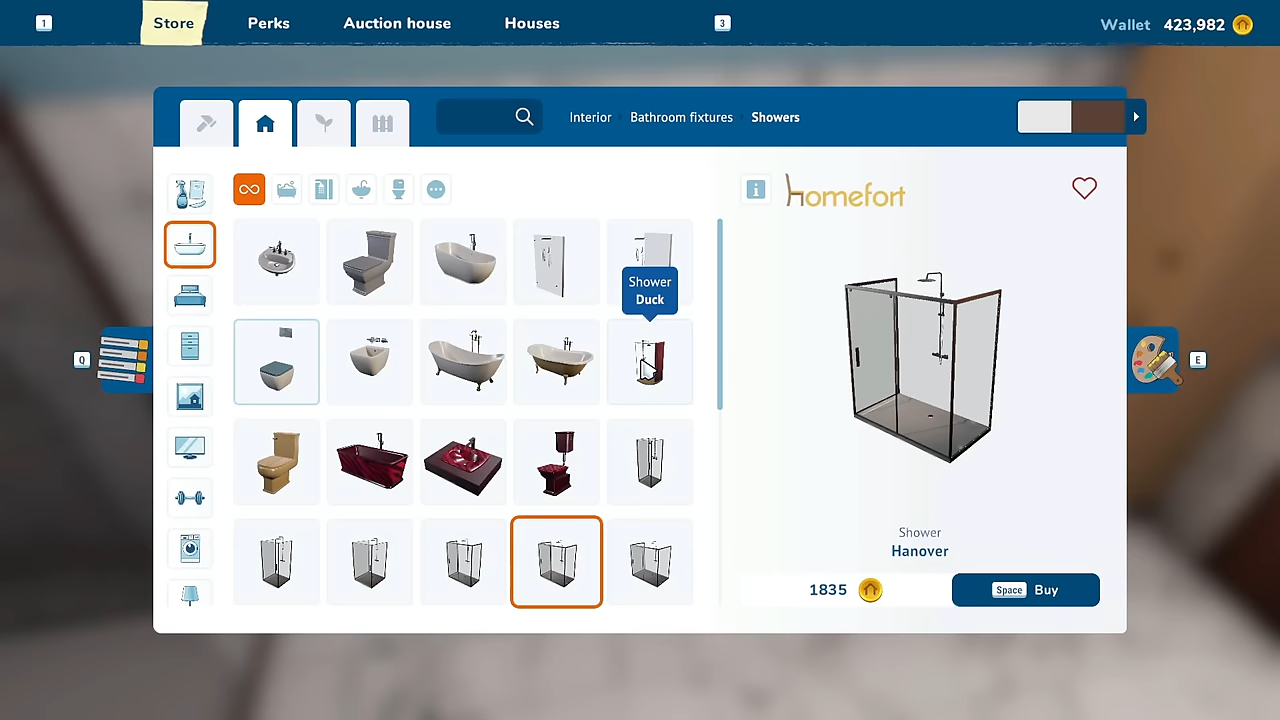 1
Store
Perks
Auction house
Houses
3
Wallet 423,982
Interior
Bathroom fixtures
Showers
homefort
Shower
Duck
Q
E
Shower
Hanover
1835
Space Buy